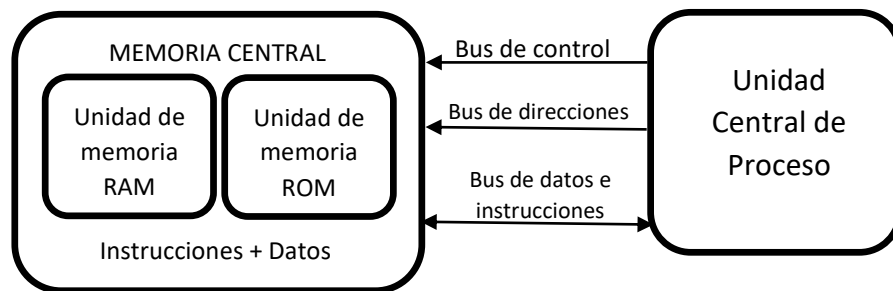 MEMORIA CENTRAL
Unidad de
memoria
RAM
Unidad de
memoria
ROM
Instrucciones + Datos
Bus de control
Bus de direcciones
Bus de datos e
instrucciones
Unidad
Central de
Proceso